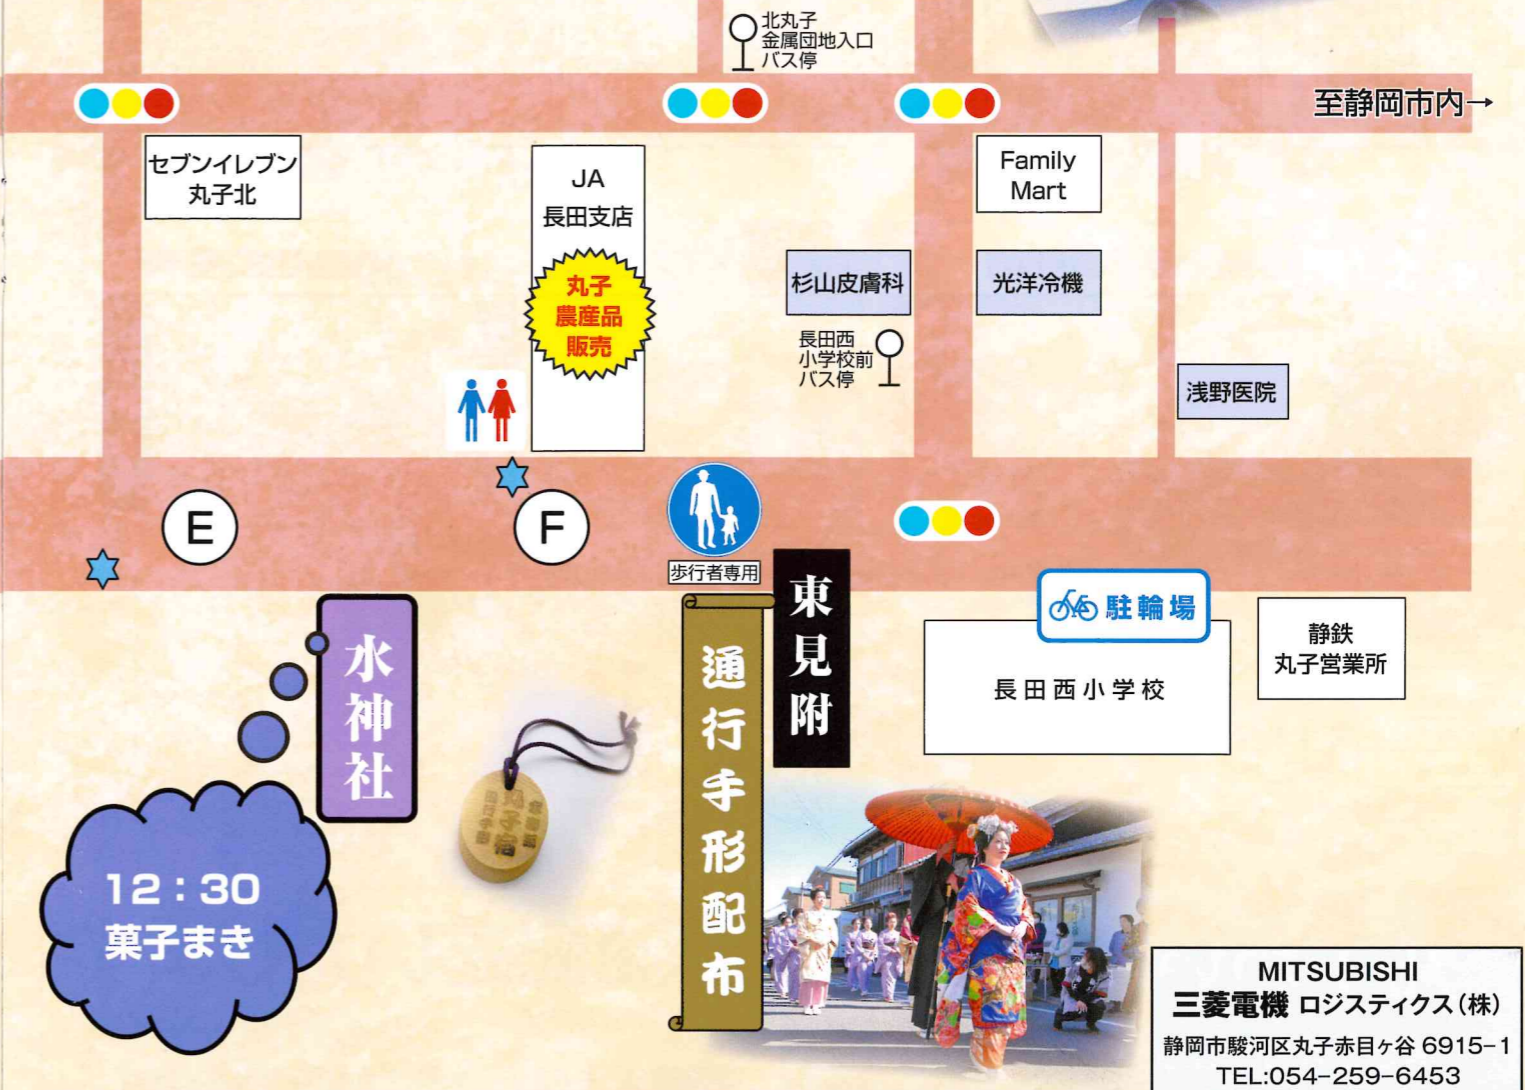 北丸子
金属団地入口
バス停
至静岡市内→
セブンイレブン
丸子北
JA
長田支店
丸子
農産品
販売
Family
Mart
杉山皮膚科
光洋冷機
長田西
小学校前
バス停
浅野医院
E
F
歩行者専用
東見附
水神社
通行手形配布
駐輪場
長田西小学校
静鉄
丸子営業所
12：30
菓子まき
MITSUBISHI
三菱電機 ロジスティクス(株)
静岡市駿河区丸子赤目ヶ谷 6915-1
TEL:054-259-6453